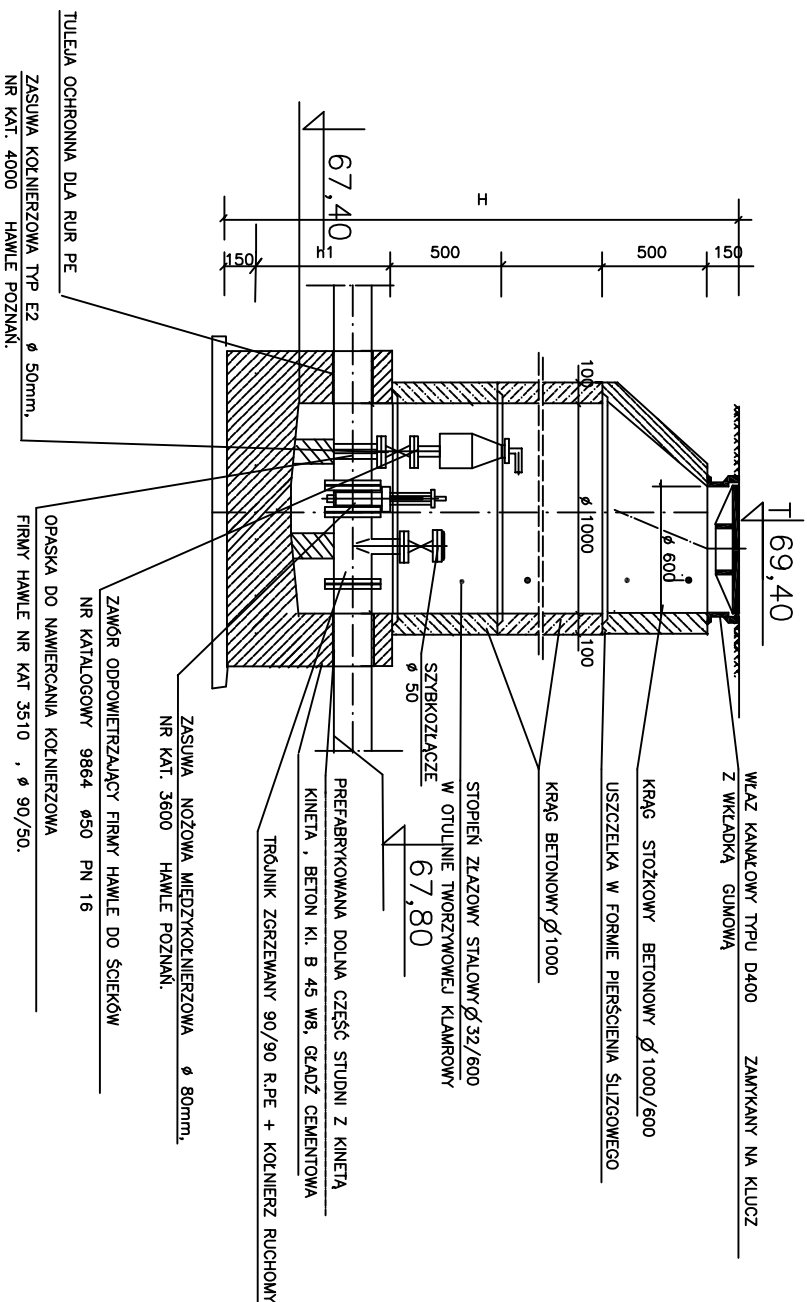 T 69,40
WŁAZ KANAŁOWY TYPU D400 ZAMYKANY NA KLUCZ
Z WKŁADKĄ GUMOWĄ
KRĄG STOŻKOWY BETONOWY Ø 1000/600
USZCZELKA W FORMIE PIERŚCIENIA ŚLIZGOWEGO
KRĄG BETONOWY Ø 1000
STOPIEŃ ZŁAZOWY STALOWY Ø 32/600
W OTULINIE TWORZYWOWEJ KLAMROWY
SZYBKOZŁĄCZE
ø 50
67,80
PREFABRYKOWANA DOLNA CZĘŚĆ STUDNI Z KINETĄ
KINETA , BETON Kl. B 45 W8, GŁADŹ CEMENTOWA
TRÓJNIK ZGRZEWANY 90/90 R.PE + KOŁNIERZ RUCHOMY
ZASUWA NOŻOWA MIĘDZYKOŁNIERZOWA ø 80mm,
NR KAT. 3600 HAWLE POZNAŃ.
ZAWÓR ODPOWIETRZAJĄCY FIRMY HAWLE DO ŚCIEKÓW
NR KATALOGOWY 9864 ø50 PN 16
OPASKA DO NAWIERCANIA KOŁNIERZOWA
FIRMY HAWLE NR KAT 3510 , ø 90/50.
TULEJA OCHRONNA DLA RUR PE
ZASUWA KOŁNIERZOWA TYP E2 ø 50mm,
NR KAT. 4000 HAWLE POZNAŃ.
67,40
H
150
500
500
h1
150
ø 600
100
ø 1000
100